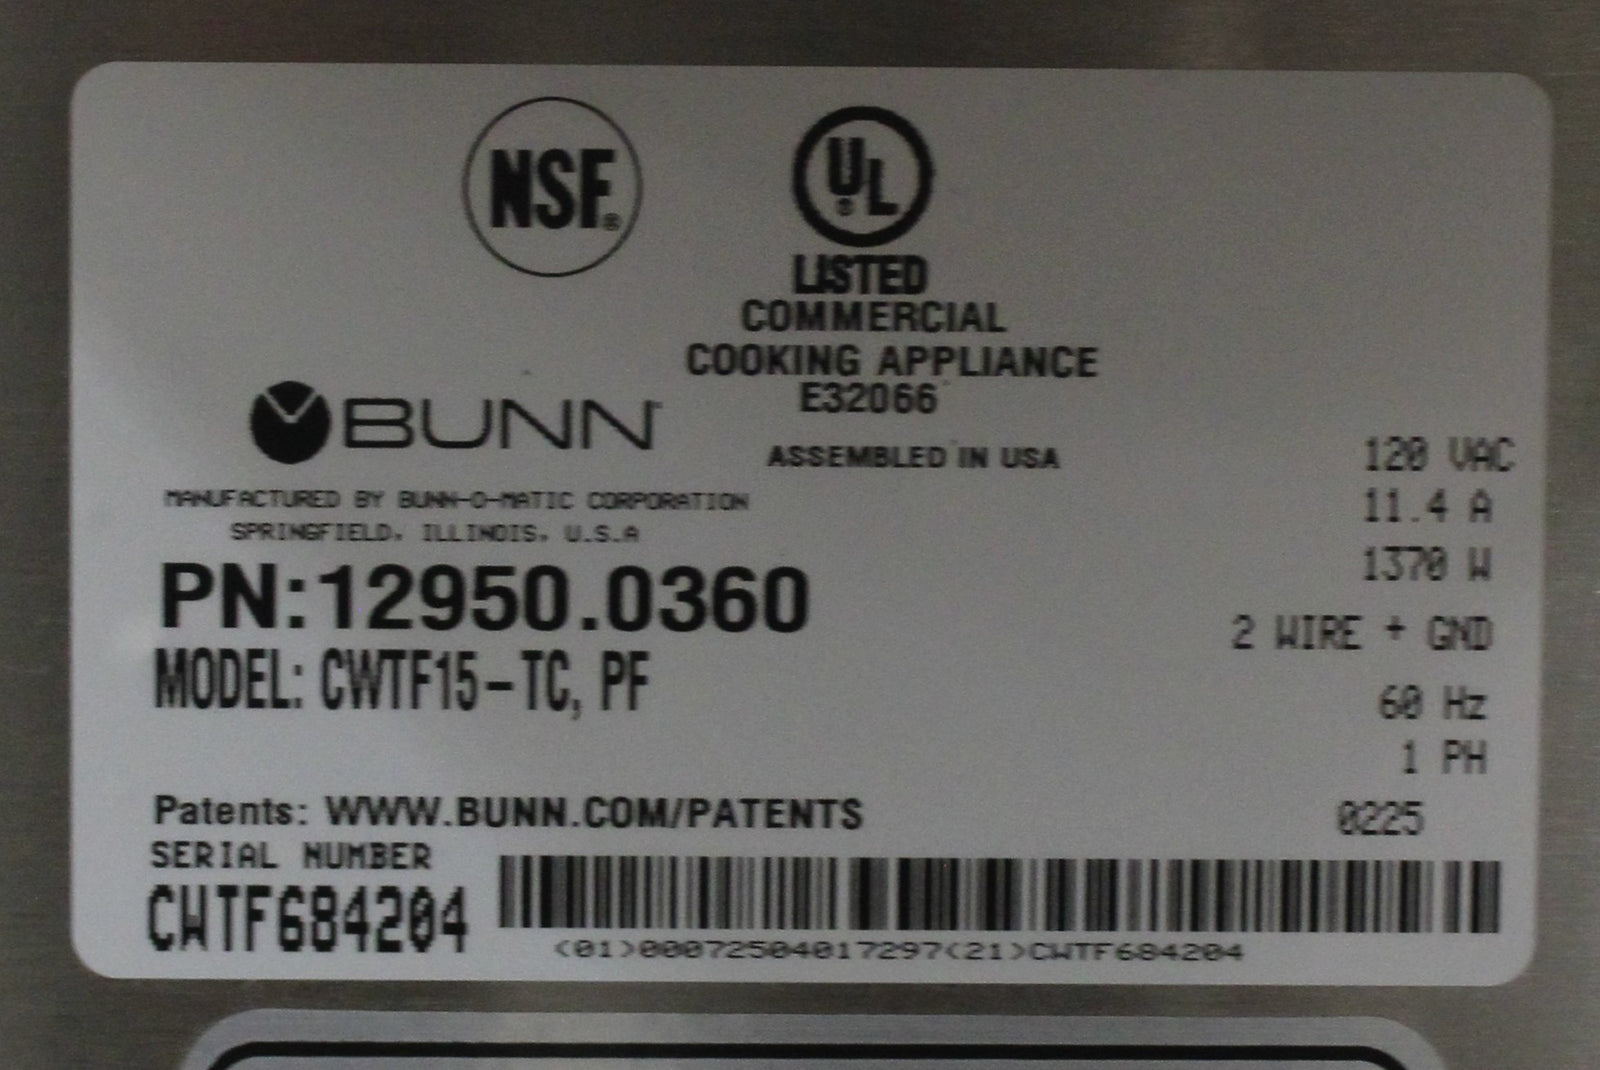 NSF®
UL®
LISTED
COMMERCIAL
COOKING APPLIANCE
E32066
BUNN
ASSEMBLED IN USA
MANUFACTURED BY BUNN-O-MATIC CORPORATION
SPRINGFIELD, ILLINOIS, U.S.A
PN:12950.0360
MODEL: CWTF15-TC, PF
120 VAC
11.4 A
1370 W
2 WIRE + GND
60 Hz
1 PH
0225
Patents: WWW.BUNN.COM/PATENTS
SERIAL NUMBER
CWTF684204
(01)00072504017297(21)CWTF684204